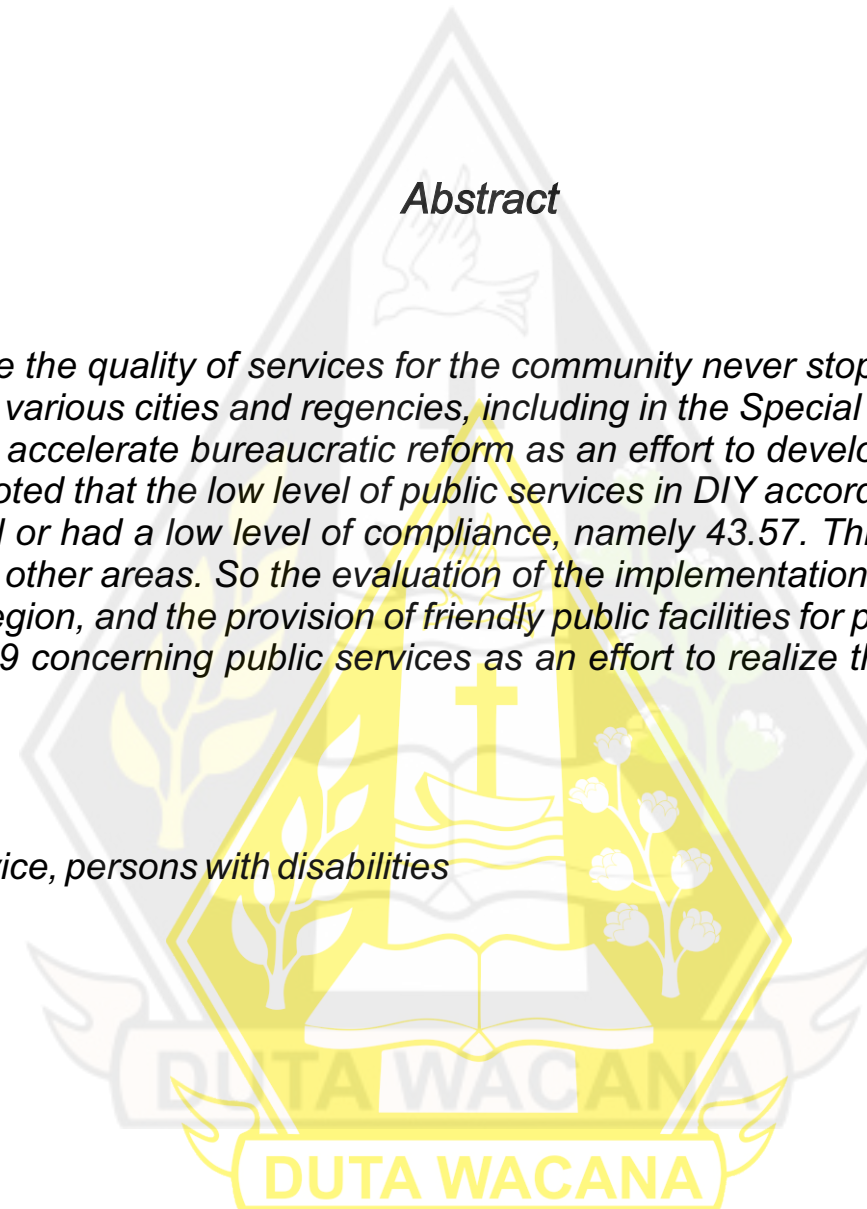 Abstract
e the quality of services for the community never stop
various cities and regencies, including in the Special
accelerate bureaucratic reform as an effort to develo
oted that the low level of public services in DIY accor
l or had a low level of compliance, namely 43.57. Thi
other areas. So the evaluation of the implementation
egion, and the provision of friendly public facilities for p
9 concerning public services as an effort to realize th
vice, persons with disabilities
DUTA WACANA
DUTA WACANA